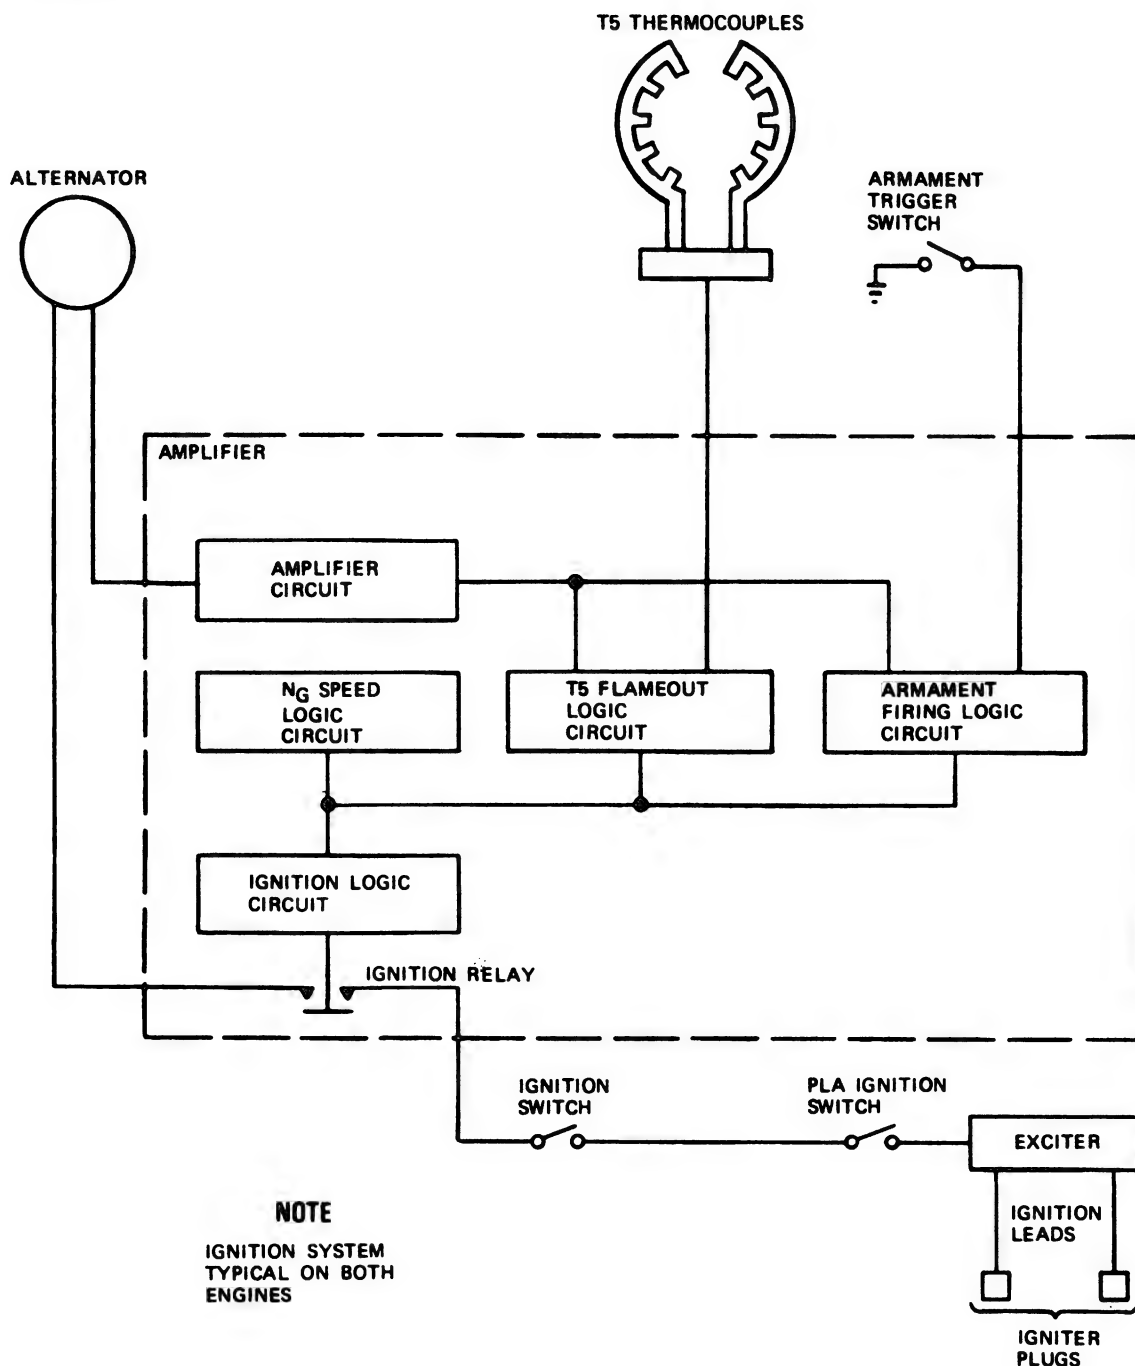 T5 THERMOCOUPLES
ALTERNATOR
ARMAMENT
TRIGGER
SWITCH
AMPLIFIER
AMPLIFIER
CIRCUIT
NG SPEED
LOGIC
CIRCUIT
T5 FLAMEOUT
LOGIC
CIRCUIT
ARMAMENT
FIRING LOGIC
CIRCUIT
IGNITION LOGIC
CIRCUIT
IGNITION RELAY
IGNITION
SWITCH
PLA IGNITION
SWITCH
EXCITER
IGNITION
LEADS
NOTE
IGNITION SYSTEM
TYPICAL ON BOTH
ENGINES
IGNITER
PLUGS